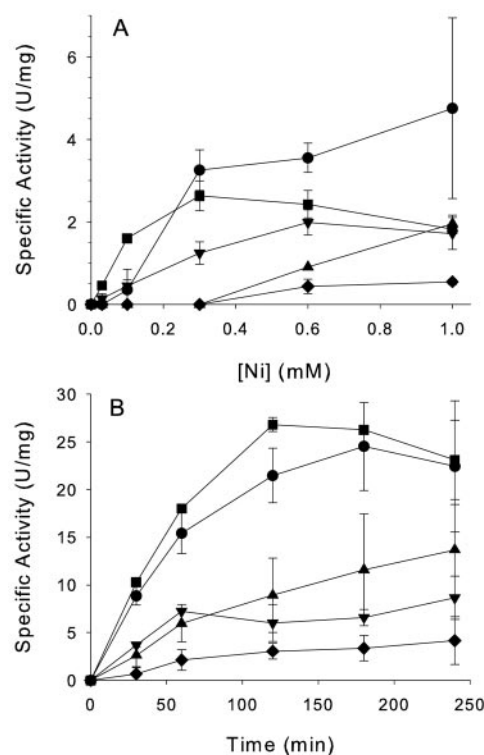 A
Specific Activity (U/mg)
6
4
2
0
0.0 0.2 0.4 0.6 0.8 1.0
[Ni] (mM)
B
Specific Activity (U/mg)
30
25
20
15
10
5
0
0 50 100 150 200 250
Time (min)